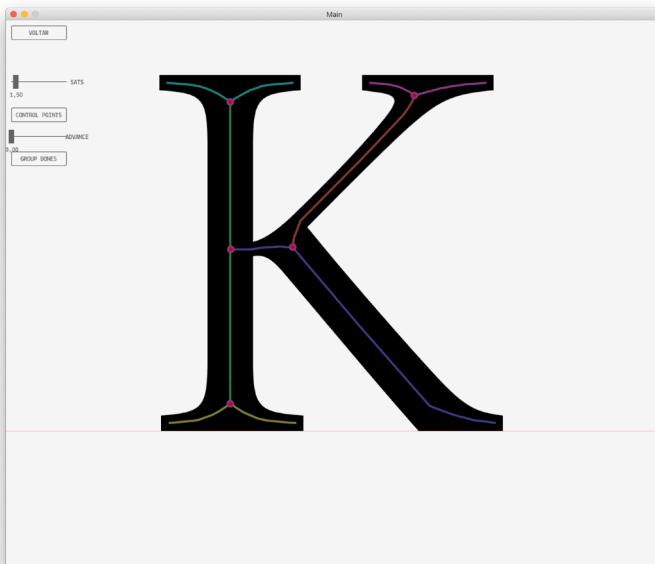 Main
VOLTAR
SATS
1,50
CONTROL POINTS
ADVANCE
0,00
GROUP BONES
K